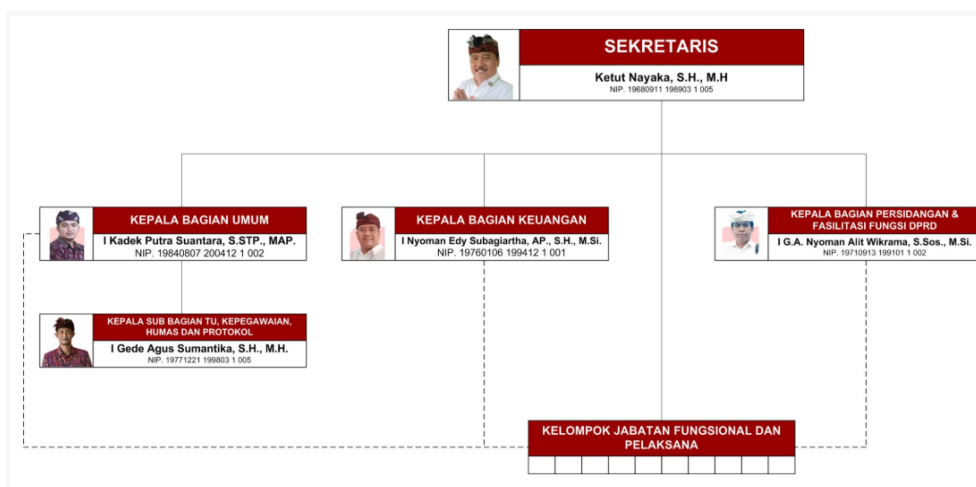 SEKRETARIS
Ketut Nayaka, S.H., M.H
NIP. 19680911 198903 1 005
KEPALA BAGIAN UMUM
I Kadek Putra Suantara, S.STP., MAP.
NIP. 19840807 200412 1 002
KEPALA BAGIAN KEUANGAN
I Nyoman Edy Subagiartha, AP., S.H., M.Si.
NIP. 19760106 199412 1 001
KEPALA BAGIAN PERSIDANGAN &
FASILITASI FUNGSI DPRD
I G.A. Nyoman Alit Wikrama, S.Sos., M.Si.
NIP. 19710913 199101 1 002
KEPALA SUB BAGIAN TU, KEPEGAWAIAN,
HUMAS DAN PROTOKOL
I Gede Agus Sumantika, S.H., M.H.
NIP. 19771221 199803 1 005
KELOMPOK JABATAN FUNGSIONAL DAN
PELAKSANA